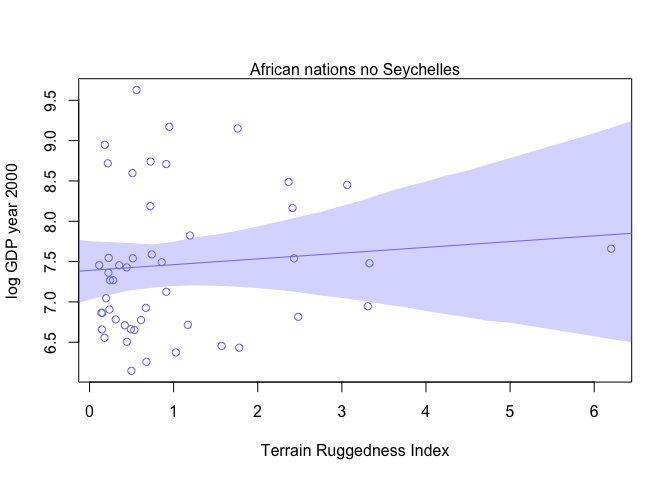 African nations no Seychelles
log GDP year 2000
9.5
9.0
8.5
8.0
7.5
7.0
6.5
0 1 2 3 4 5 6
Terrain Ruggedness Index